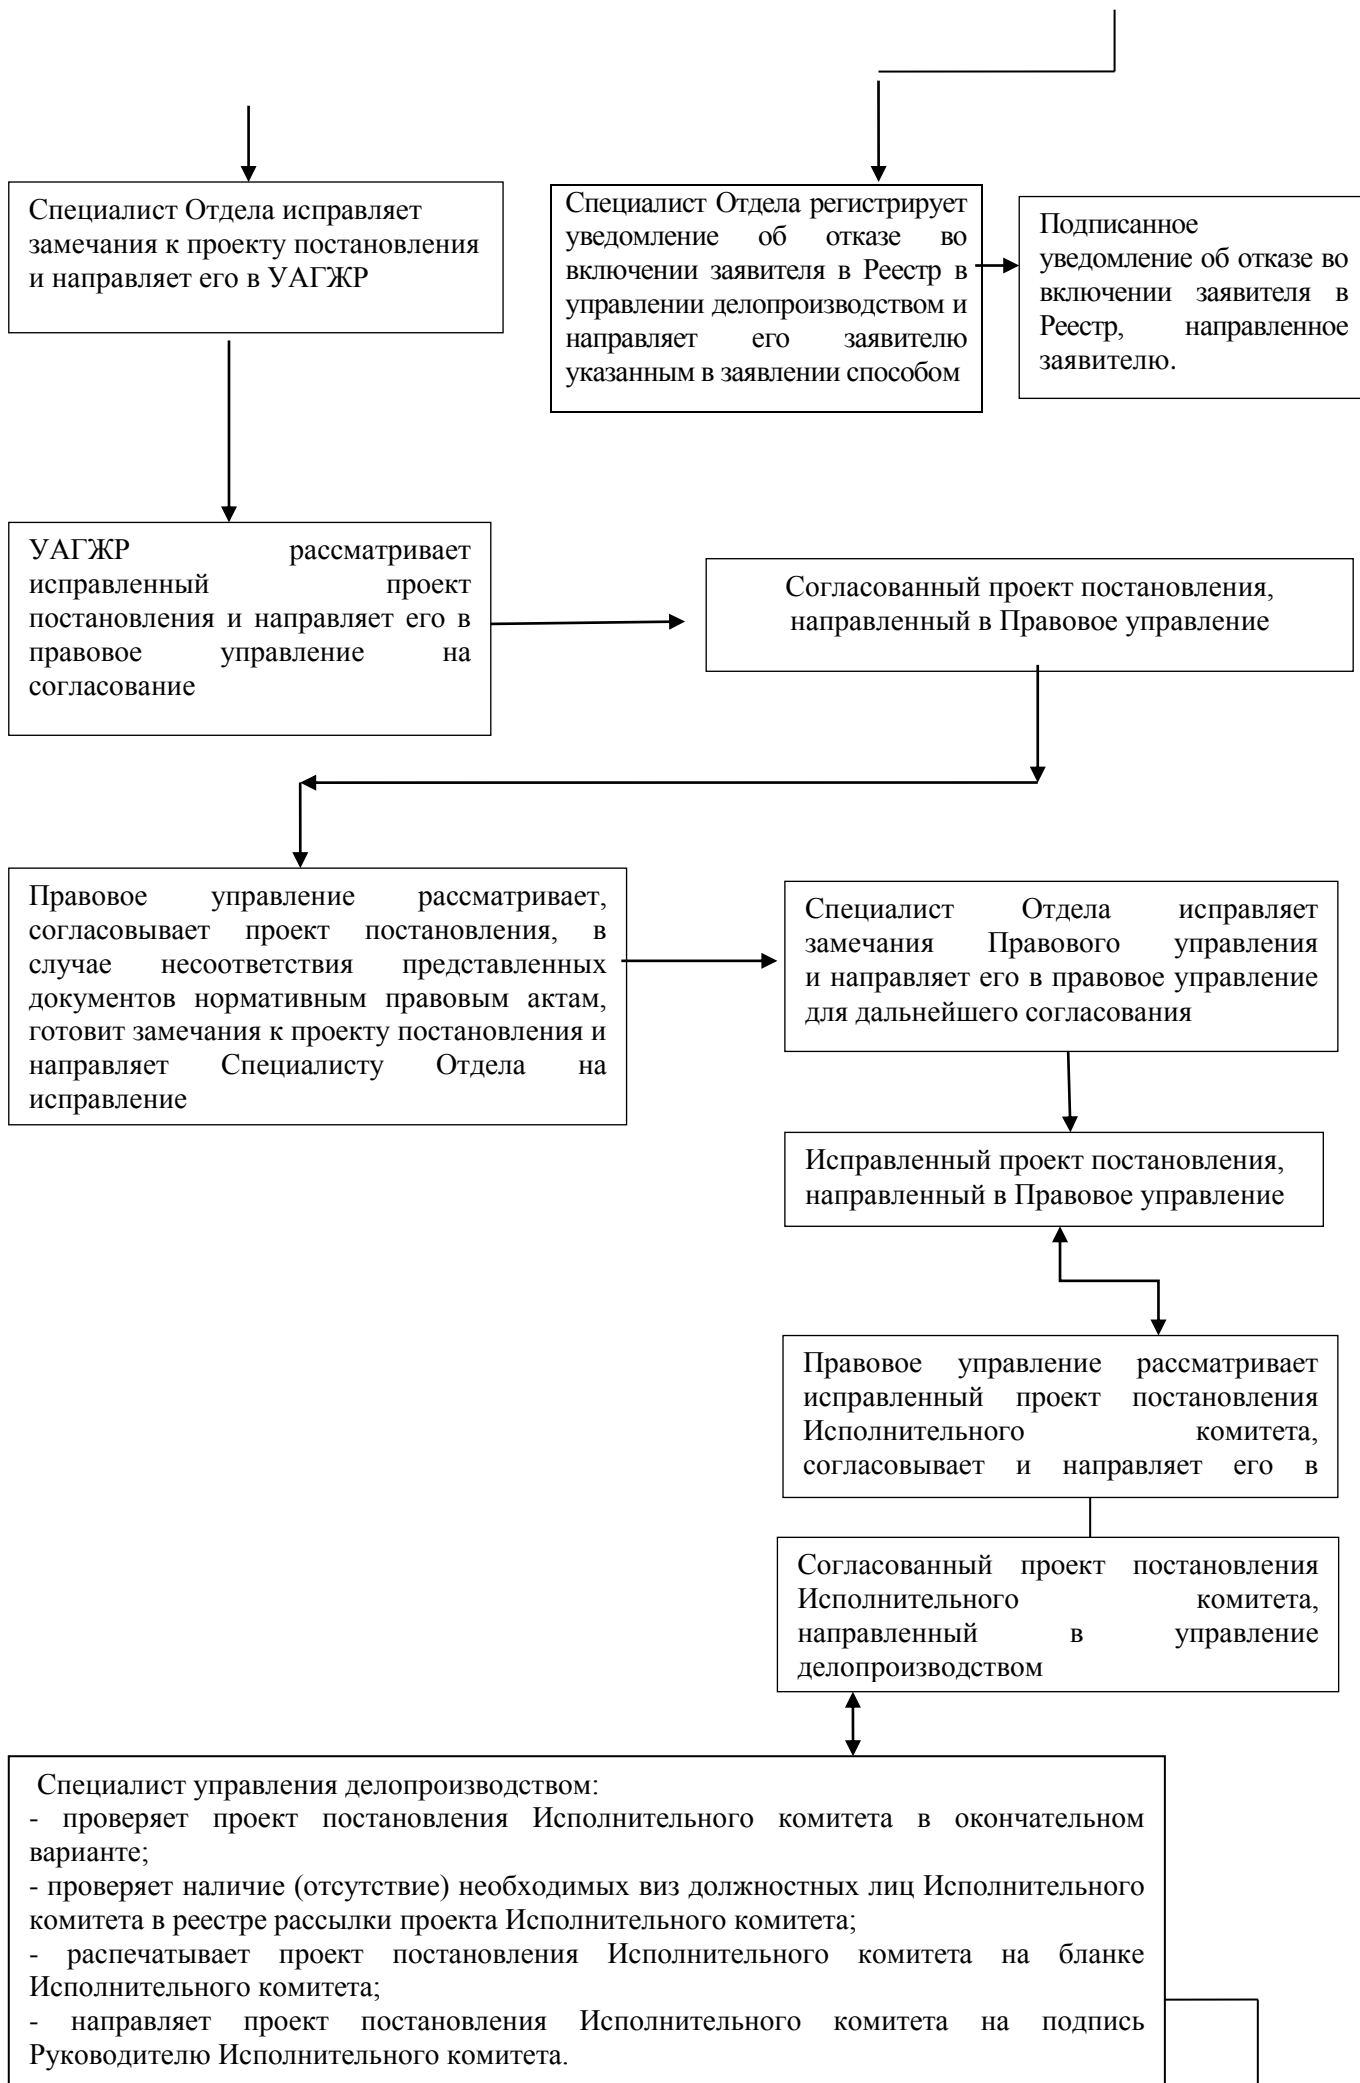 Специалист Отдела исправляет
замечания к проекту постановления
и направляет его в УАГЖР
Специалист Отдела регистрирует
уведомление об отказе во
включении заявителя в Реестр в
управлении делопроизводством и
направляет его заявителю
указанным в заявлении способом
Подписанное
уведомление об отказе во
включении заявителя в
Реестр, направленное
заявителю.
УАГЖР рассматривает
исправленный проект
постановления и направляет его в
правовое управление на
согласование
Согласованный проект постановления,
направленный в Правовое управление
Правовое управление рассматривает,
согласовывает проект постановления, в
случае несоответствия представленных
документов нормативным правовым актам,
готовит замечания к проекту постановления и
направляет Специалисту Отдела на
исправление
Специалист Отдела исправляет
замечания Правового управления
и направляет его в правовое управление
для дальнейшего согласования
Исправленный проект постановления,
направленный в Правовое управление
Правовое управление рассматривает
исправленный проект постановления
Исполнительного комитета,
согласовывает и направляет его в
Согласованный проект постановления
Исполнительного комитета,
направленный в управление
делопроизводством
Специалист управления делопроизводством:
- проверяет проект постановления Исполнительного комитета в окончательном
варианте;
- проверяет наличие (отсутствие) необходимых виз должностных лиц Исполнительного
комитета в реестре рассылки проекта Исполнительного комитета;
- распечатывает проект постановления Исполнительного комитета на бланке
Исполнительного комитета;
- направляет проект постановления Исполнительного комитета на подпись
Руководителю Исполнительного комитета.